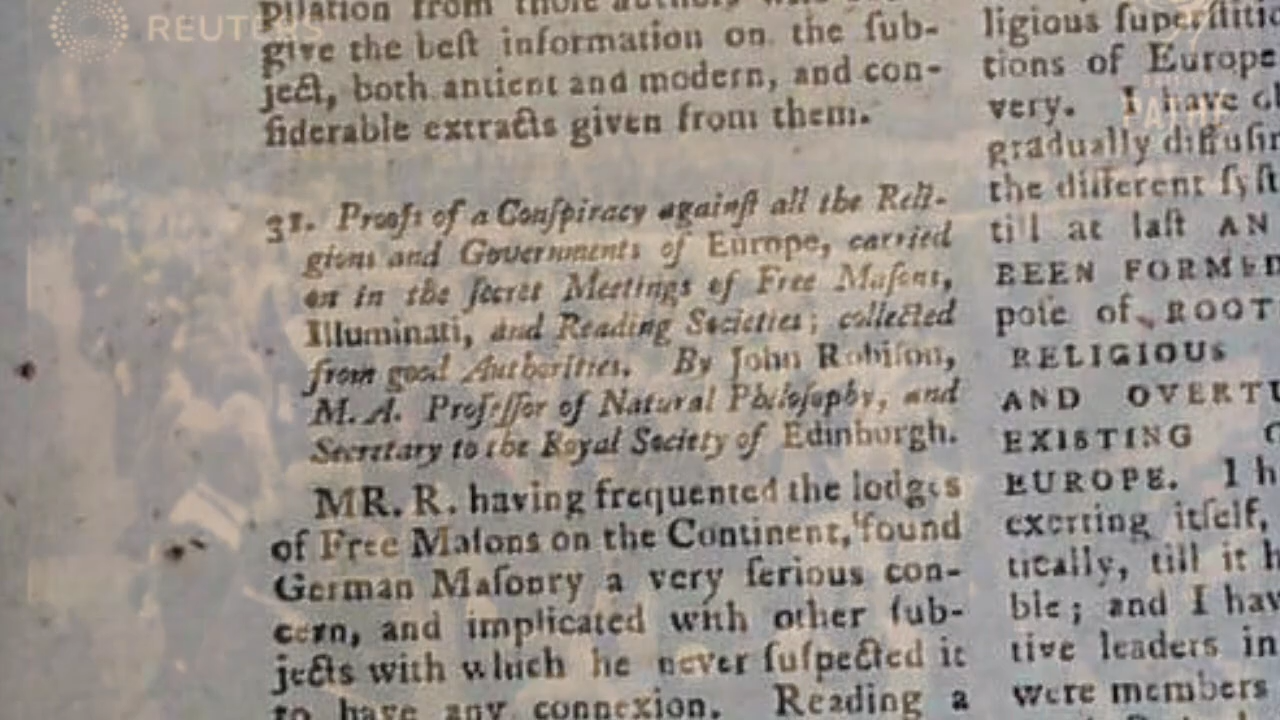 REUTERS
pilation from those authors who
give the beſt information on the ſub-
ject, both antient and modern, and con-
ſiderable extracts given from them.
31. Proofs of a Conſpiracy againſt all the Reli-
gions and Governments of Europe, carried
on in the ſecret Meetings of Free Maſons,
Illuminati, and Reading Societies; collected
from good Authorities. By John Robiſon,
M.A. Profeſſor of Natural Philoſophy, and
Secretary to the Royal Society of Edinburgh.
MR. R. having frequented the lodges
of Free Maſons on the Continent, found
German Maſonry a very ſerious con-
cern, and implicated with other ſub-
jects with which he never ſuſpected it
to have any connexion. Reading a
ligious ſuperſtiti
tions of Europe
very. I have
gradually diffuſin
the different ſyſt
till at laſt AN
BEEN FORMED
poſe of ROOT
RELIGIOUS
AND OVERTU
EXISTING
EUROPE. I h
exerting itſelf,
tically, till it h
ble; and I hav
tive leaders in
were members
PATHÉ